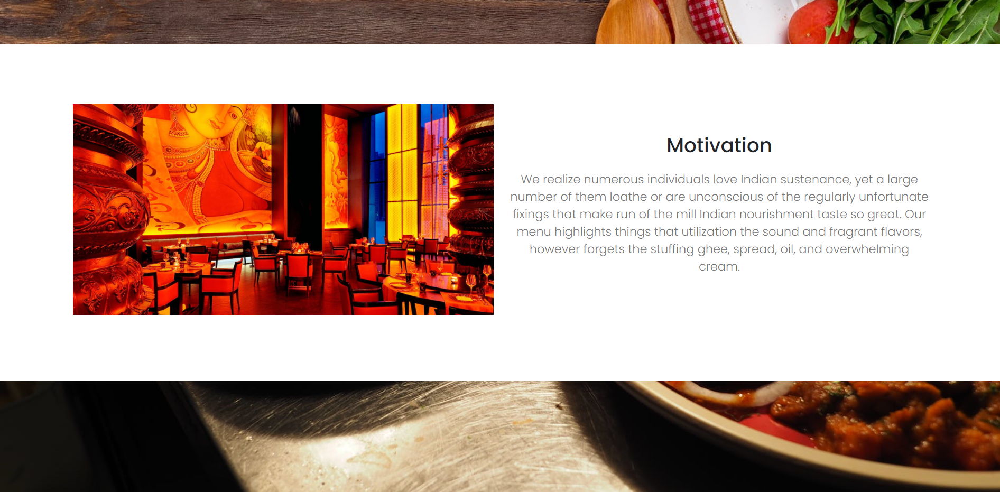 Motivation
We realize numerous individuals love Indian sustenance, yet a large
number of them loathe or are unconscious of the regularly unfortunate
fixings that make run of the mill Indian nourishment taste so great. Our
menu highlights things that utilization the sound and fragrant flavors,
however forgets the stuffing ghee, spread, oil, and overwhelming
cream.